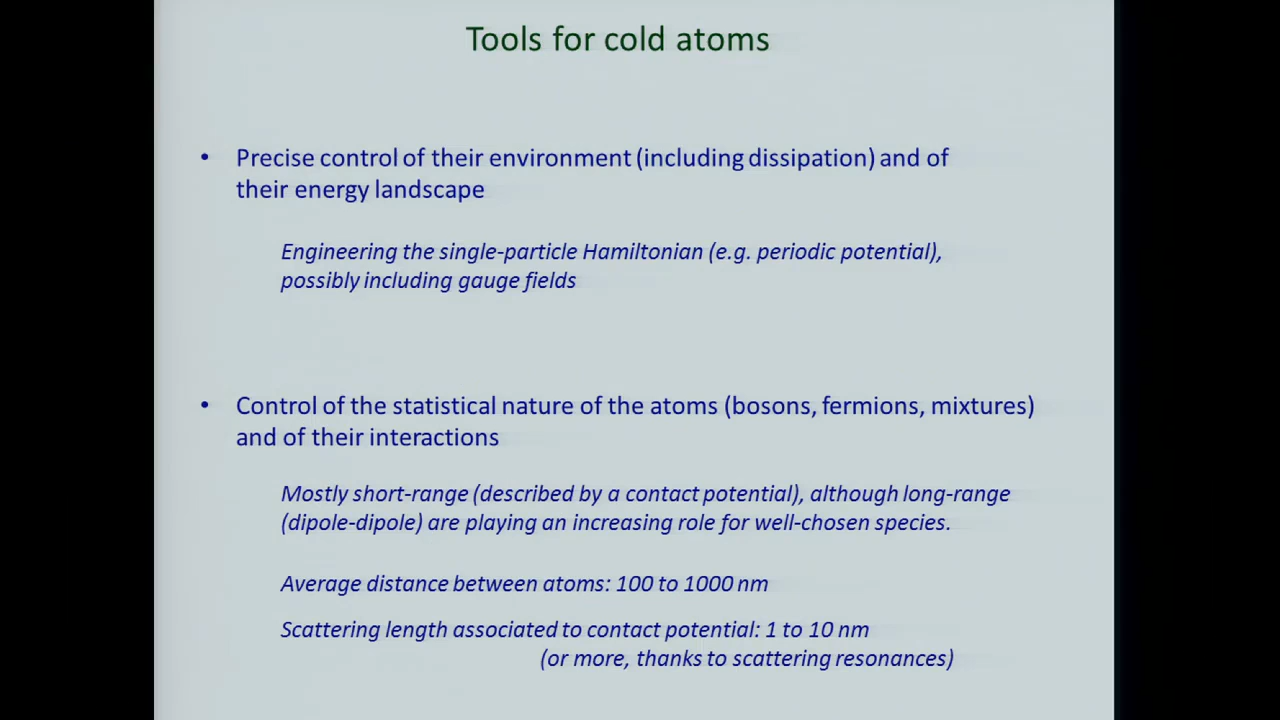 Tools for cold atoms
• Precise control of their environment (including dissipation) and of
their energy landscape
Engineering the single-particle Hamiltonian (e.g. periodic potential),
possibly including gauge fields
• Control of the statistical nature of the atoms (bosons, fermions, mixtures)
and of their interactions
Mostly short-range (described by a contact potential), although long-range
(dipole-dipole) are playing an increasing role for well-chosen species.
Average distance between atoms: 100 to 1000 nm
Scattering length associated to contact potential: 1 to 10 nm
(or more, thanks to scattering resonances)